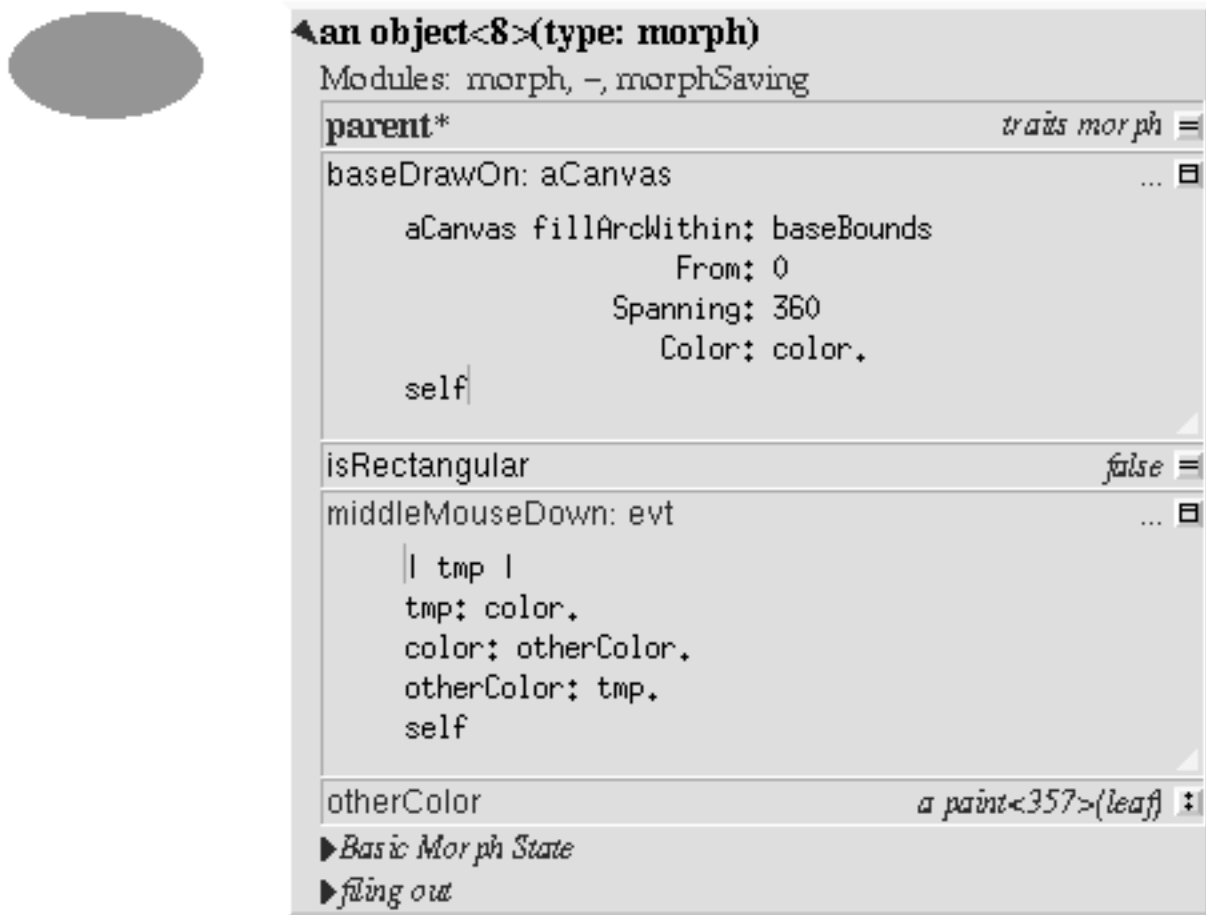 an object<8>(type: morph)
Modules: morph, –, morphSaving
parent* traits morph =
baseDrawOn: aCanvas ...
aCanvas fillArcWithin: baseBounds
From: 0
Spanning: 360
Color: color.
self
isRectangular false =
middleMouseDown: evt ...
| tmp |
tmp: color.
color: otherColor.
otherColor: tmp.
self
otherColor a paint<357>(leaf) :
Basic Morph State
filing out